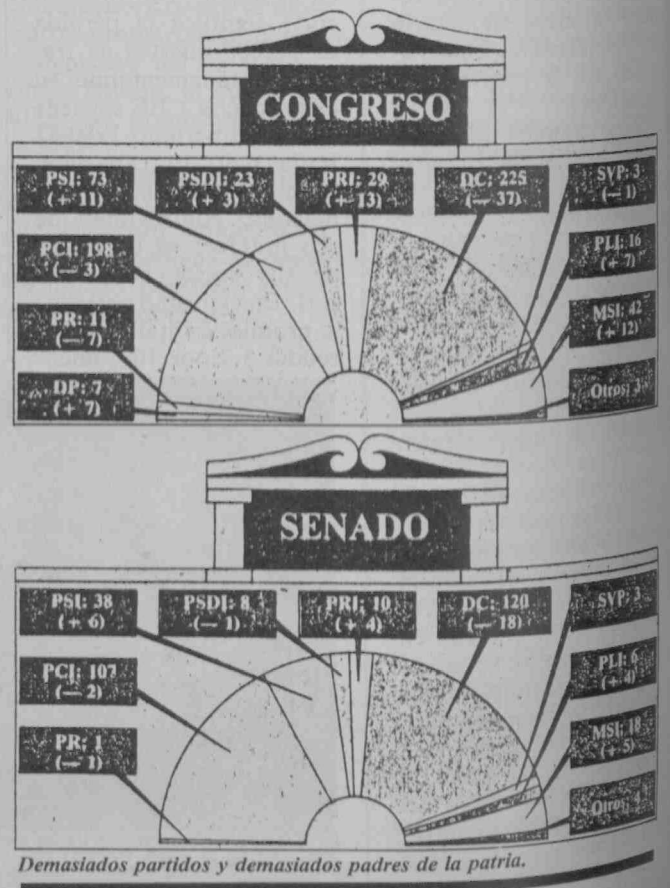 CONGRESO
PSI: 73
(+ 11)
PSDI: 23
(+ 3)
PRI: 29
(+ 13)
DC: 225
(— 37)
SVP: 3
(— 1)
PCI: 198
(— 3)
PLI: 16
(+ 7)
PR: 11
(— 7)
MSI: 42
(+ 12)
DP: 7
(+ 7)
Otros: 3
SENADO
PSI: 38
(+ 6)
PSDI: 8
(— 1)
PRI: 10
(+ 4)
DC: 120
(— 18)
SVP: 3
PCI: 107
(— 2)
PLI: 6
(+ 4)
PR: 1
(— 1)
MSI: 18
(+ 5)
Otros:
Demasiados partidos y demasiados padres de la patria.